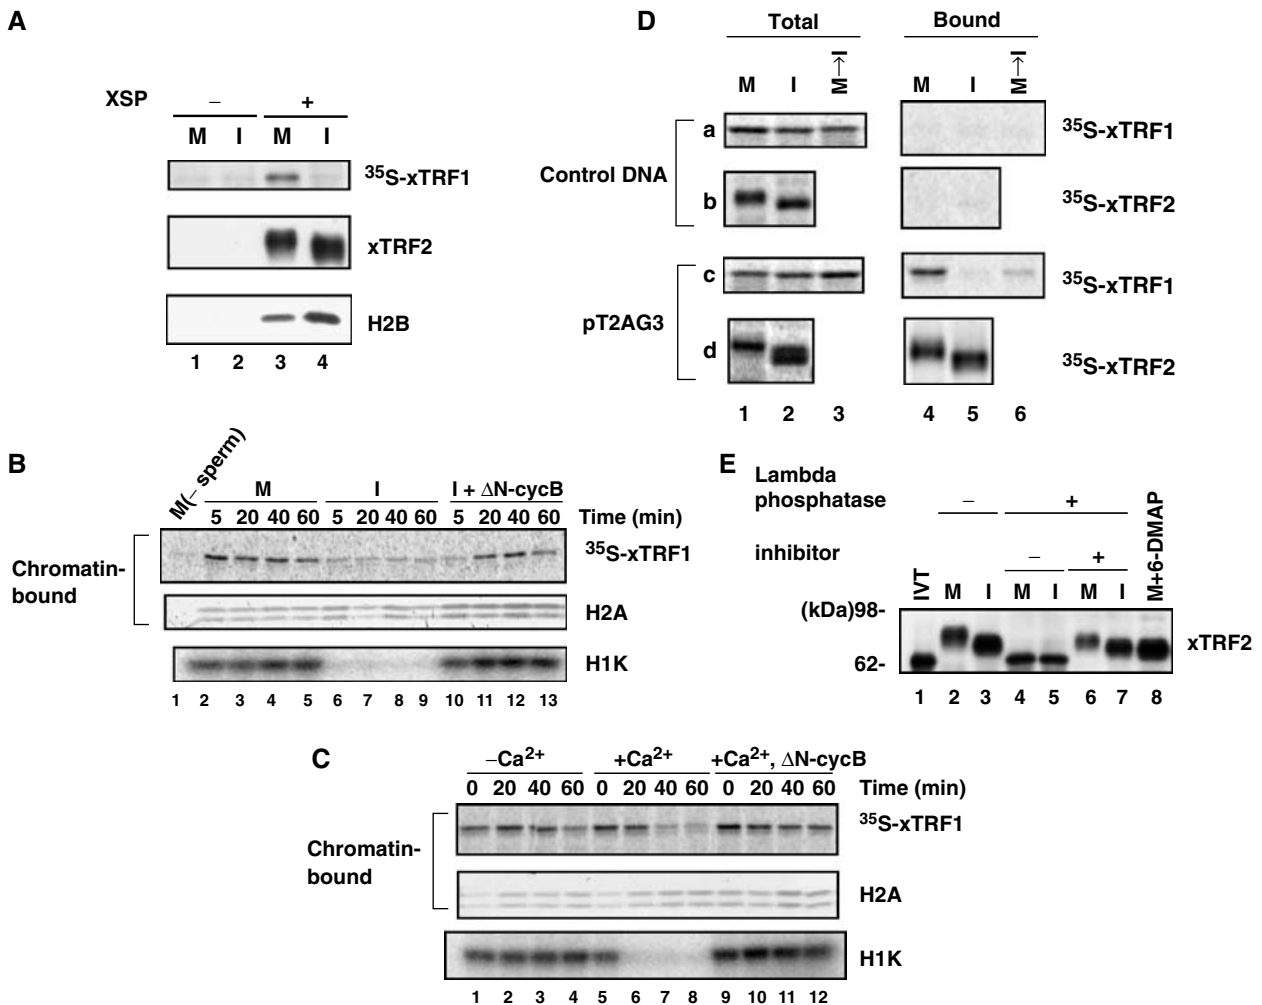 A
XSP − +
M I M I
35S-xTRF1
xTRF2
H2B
1 2 3 4
D
Total Bound
M I M→I M I M→I
a 35S-xTRF1
Control DNA
b 35S-xTRF2
c 35S-xTRF1
pT2AG3
d 35S-xTRF2
1 2 3 4 5 6
B
M(− sperm) M I I + ΔN-cycB
5 20 40 60 5 20 40 60 5 20 40 60 Time (min)
35S-xTRF1
Chromatin-
bound
H2A
H1K
1 2 3 4 5 6 7 8 9 10 11 12 13
E
Lambda
phosphatase − +
inhibitor − +
IVT M I M I M I M+6-DMAP
(kDa)98-
xTRF2
62-
1 2 3 4 5 6 7 8
C
−Ca2+ +Ca2+ +Ca2+, ΔN-cycB
0 20 40 60 0 20 40 60 0 20 40 60 Time (min)
35S-xTRF1
Chromatin-
bound
H2A
H1K
1 2 3 4 5 6 7 8 9 10 11 12